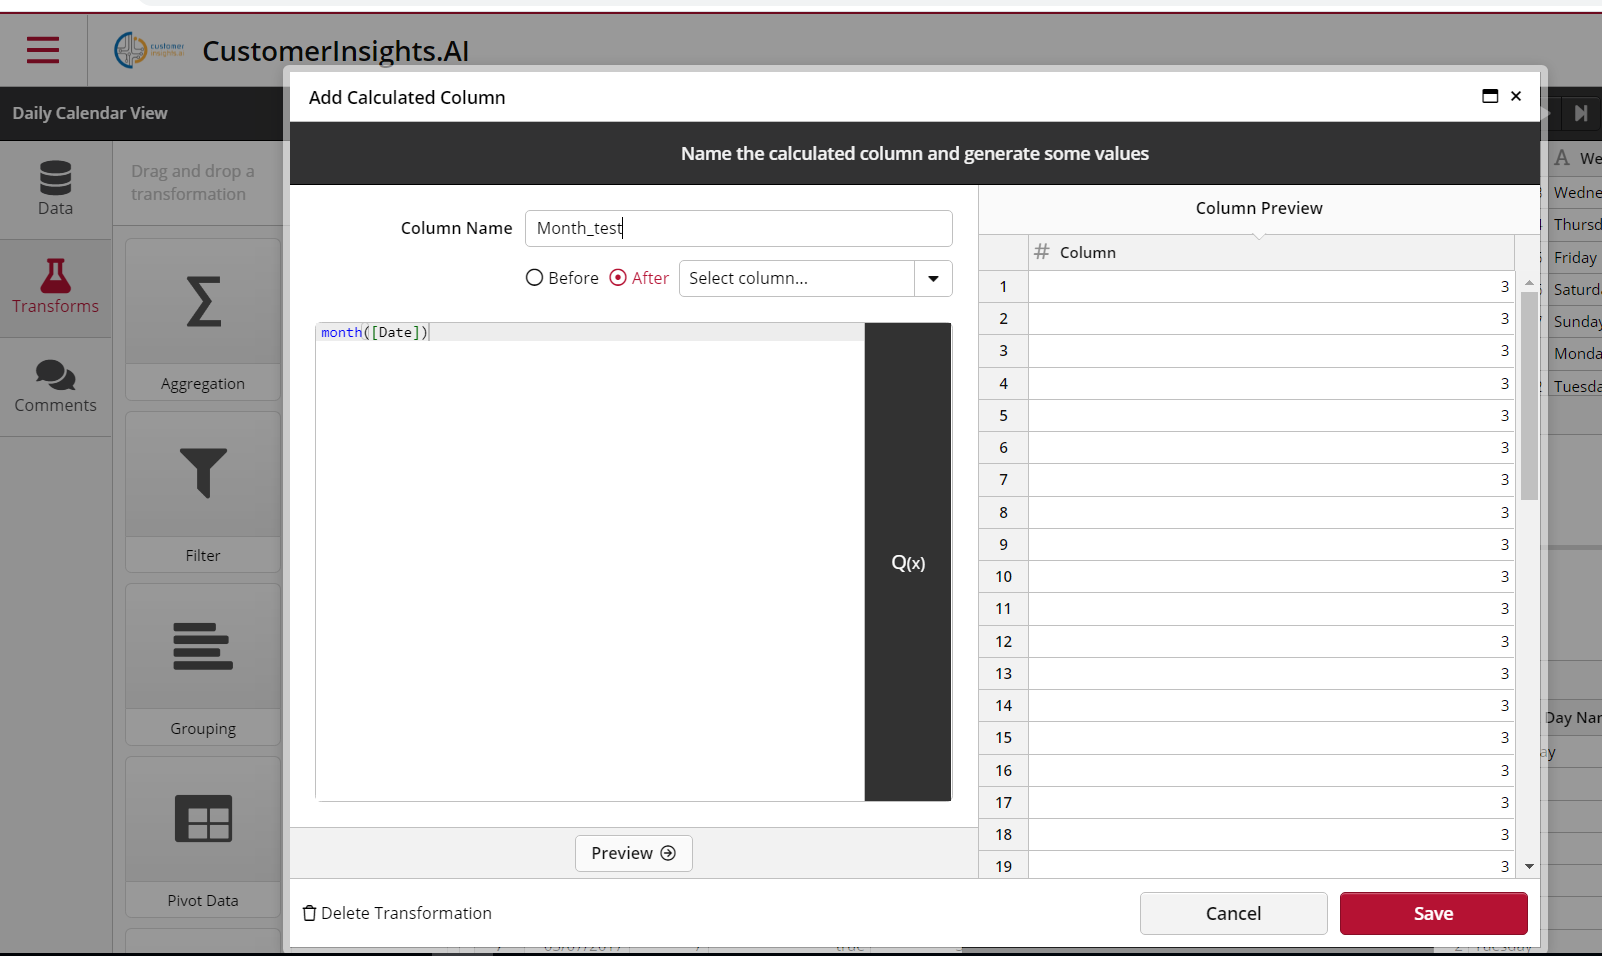 customer
insights.ai
CustomerInsights.AI
Daily Calendar View
Data
Transforms
Comments
Drag and drop a
transformation
Aggregation
Filter
Grouping
Pivot Data
Add Calculated Column
Name the calculated column and generate some values
Column Name
Month_test
Before
After
Select column...
month([Date])
Q(x)
Preview
Column Preview
# Column
1 3
2 3
3 3
4 3
5 3
6 3
7 3
8 3
9 3
10 3
11 3
12 3
13 3
14 3
15 3
16 3
17 3
18 3
19 3
Delete Transformation
Cancel
Save
A We
Wedne
Thursd
Friday
Saturd
Sunday
Monda
Tuesda
Day Nar
ay